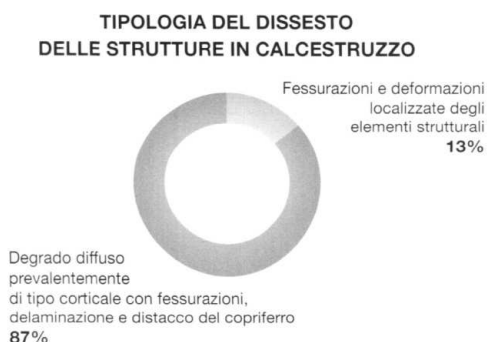 TIPOLOGIA DEL DISSESTO
DELLE STRUTTURE IN CALCESTRUZZO
Fessurazioni e deformazioni
localizzate degli
elementi strutturali
13%
Degrado diffuso
prevalentemente
di tipo corticale con fessurazioni,
delaminazione e distacco del copriferro
87%